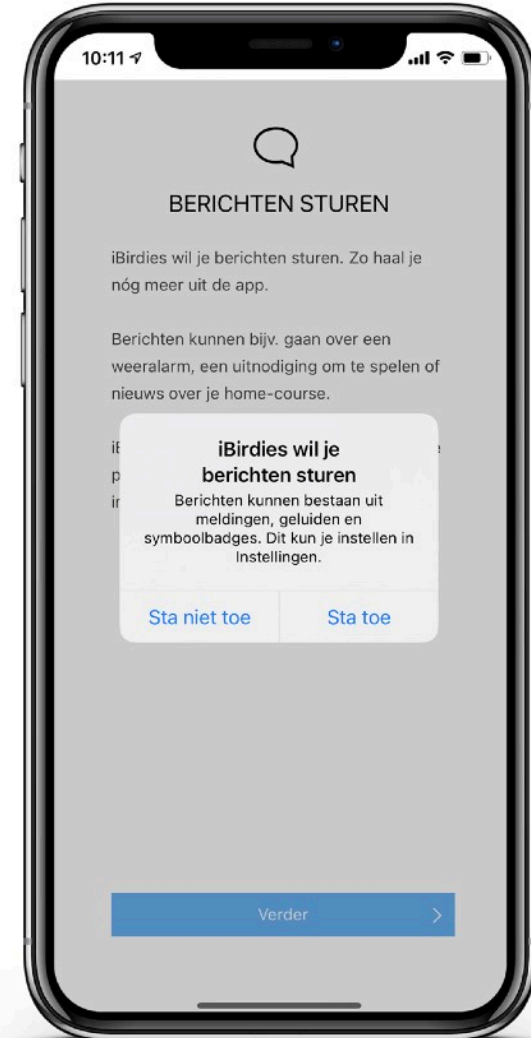 10:11
BERICHTEN STUREN
iBirdies wil je berichten sturen. Zo haal je
nóg meer uit de app.
Berichten kunnen bijv. gaan over een
weeralarm, een uitnodiging om te spelen of
nieuws over je home-course.
iBirdies wil je
berichten sturen
Berichten kunnen bestaan uit
meldingen, geluiden en
symboolbadges. Dit kun je instellen in
Instellingen.
Sta niet toe
Sta toe
Verder